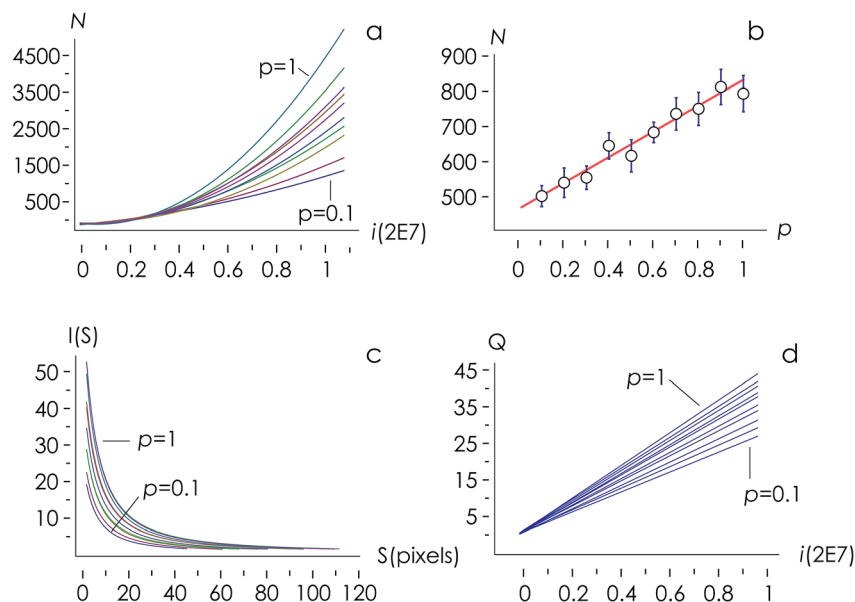 N
a
4500
3500
2500
1500
500
p=1
p=0.1
i(2E7)
0 0.2 0.4 0.6 0.8 1
N
b
900
800
700
600
500
p
0 0.2 0.4 0.6 0.8 1
I(S)
c
50
40
30
20
10
p=1
p=0.1
S(pixels)
0 20 40 60 80 100 120
Q
d
45
35
25
15
5
p=1
p=0.1
i(2E7)
0 0.2 0.4 0.6 0.8 1